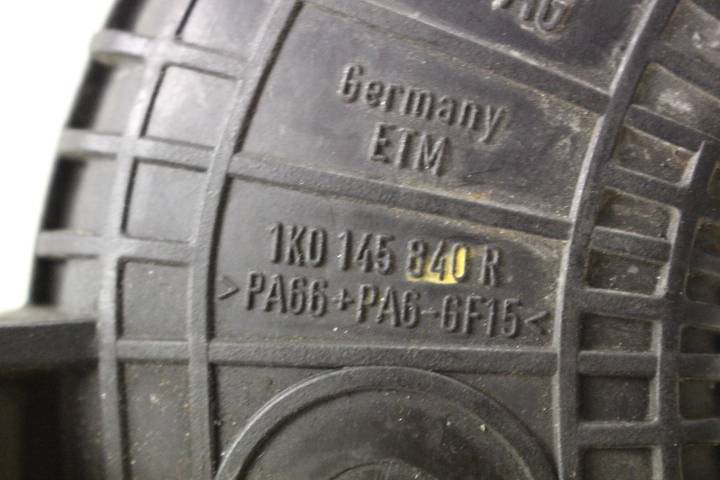 Germany
ETM
1K0 145 840 R
>PA66+PA6-GF15<